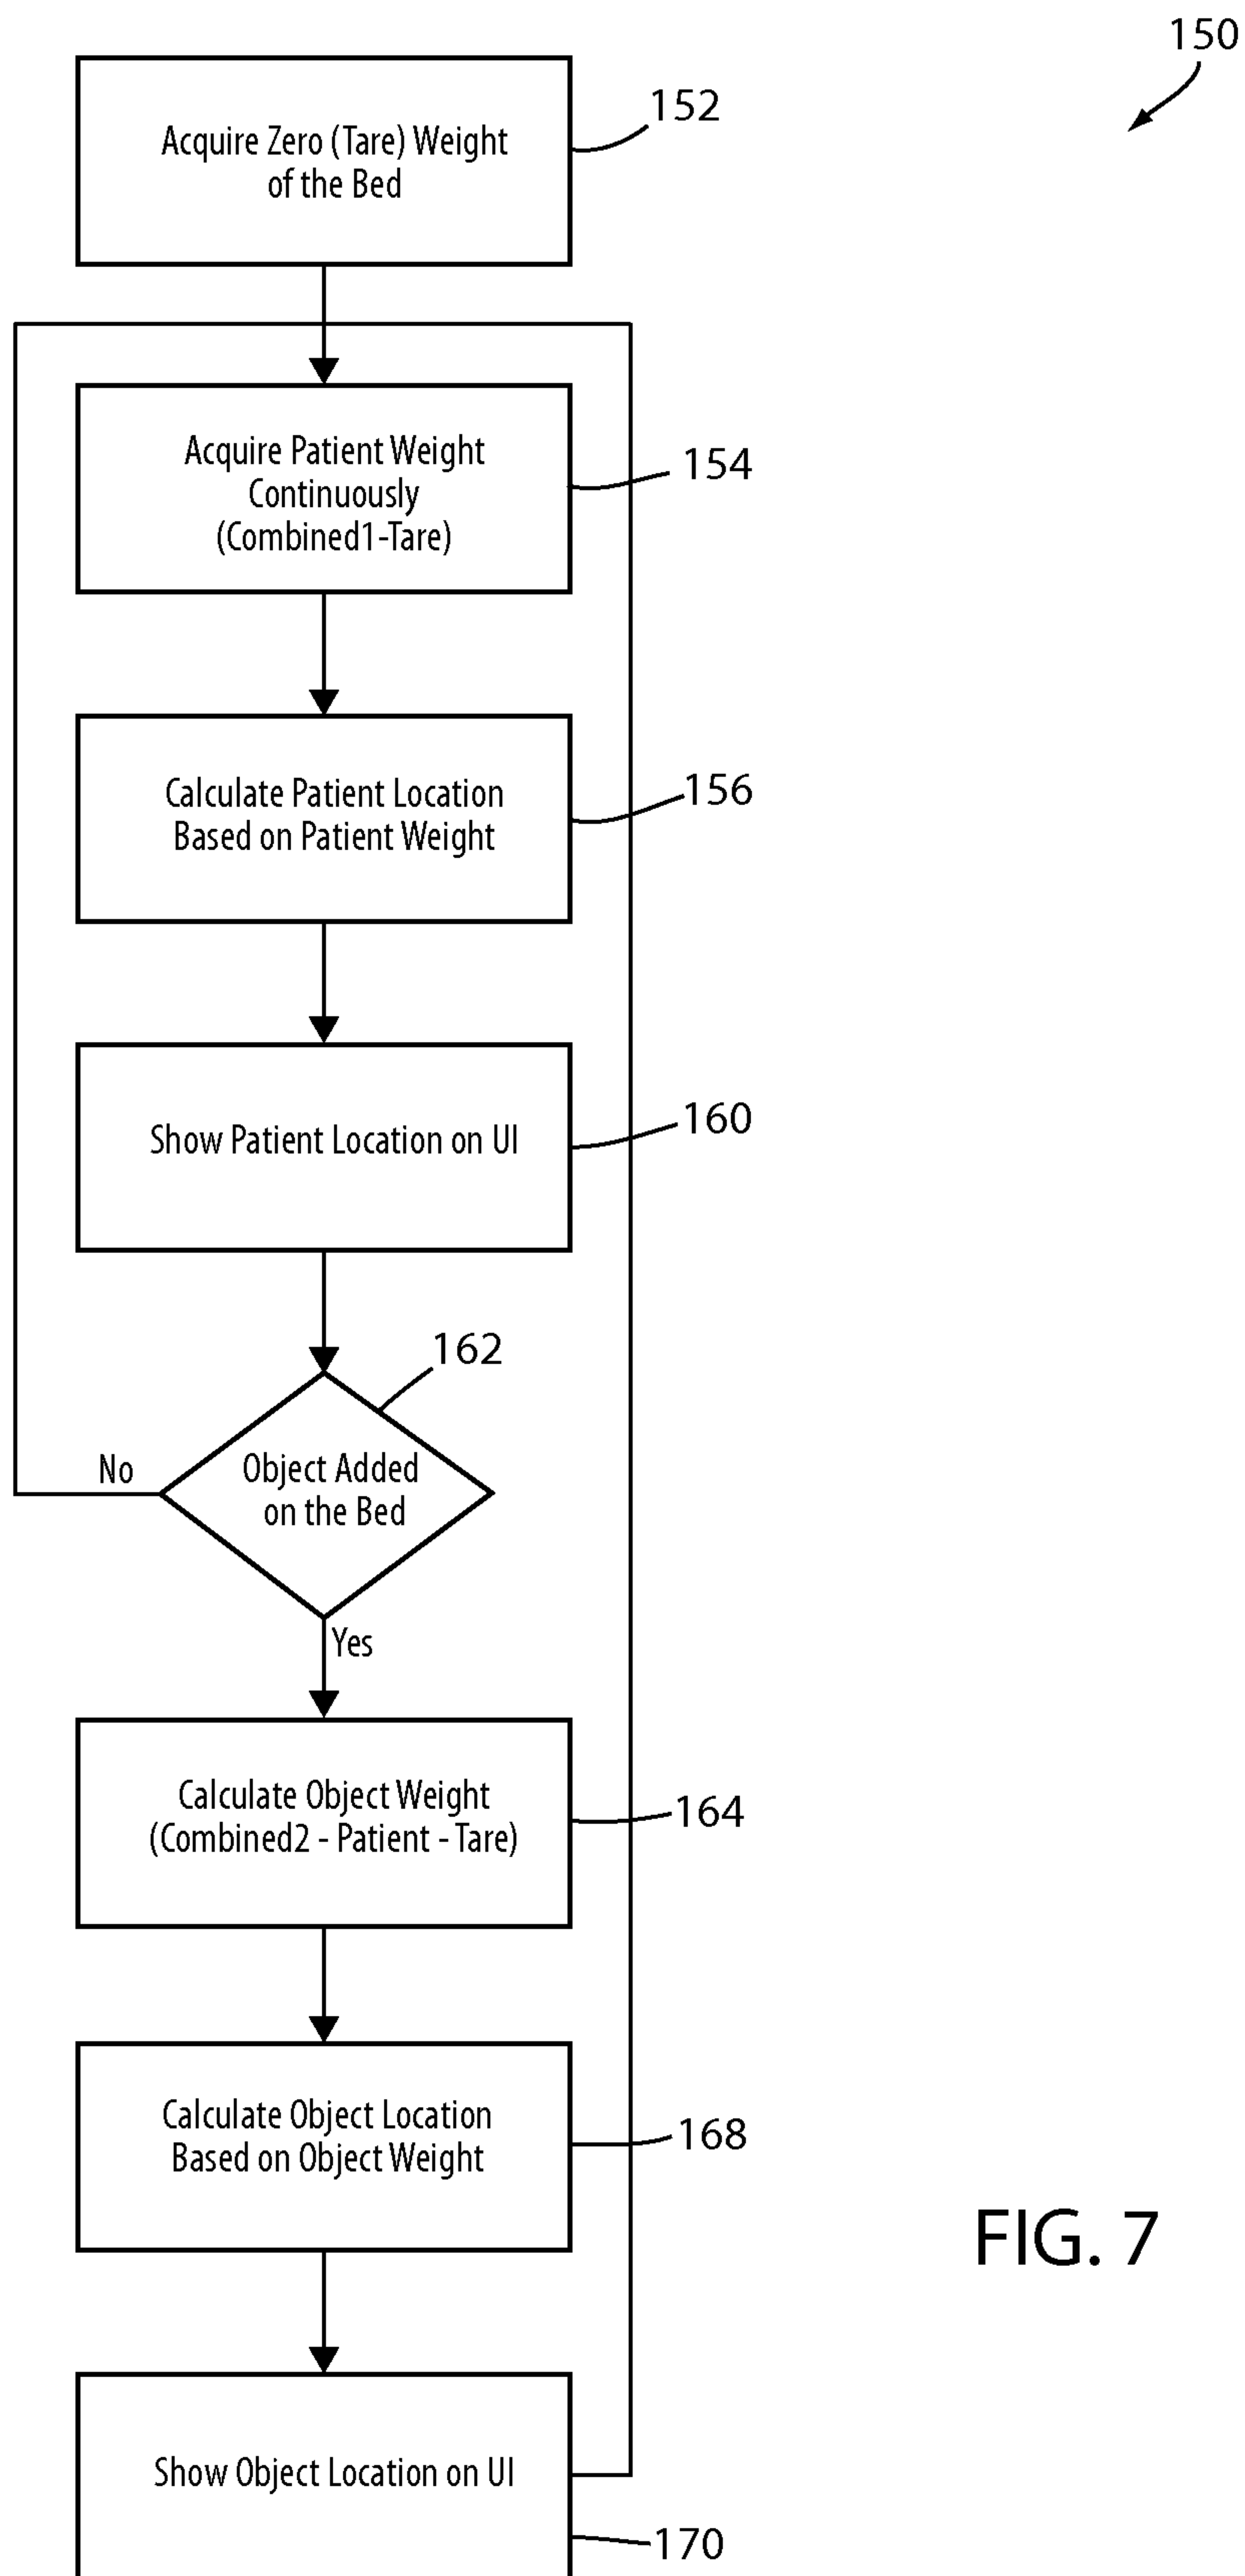 150
152
Acquire Zero (Tare) Weight
of the Bed
154
Acquire Patient Weight
Continuously
(Combined1-Tare)
156
Calculate Patient Location
Based on Patient Weight
160
Show Patient Location on UI
162
Object Added
on the Bed
No
Yes
164
Calculate Object Weight
(Combined2 - Patient - Tare)
168
Calculate Object Location
Based on Object Weight
FIG. 7
Show Object Location on UI
170